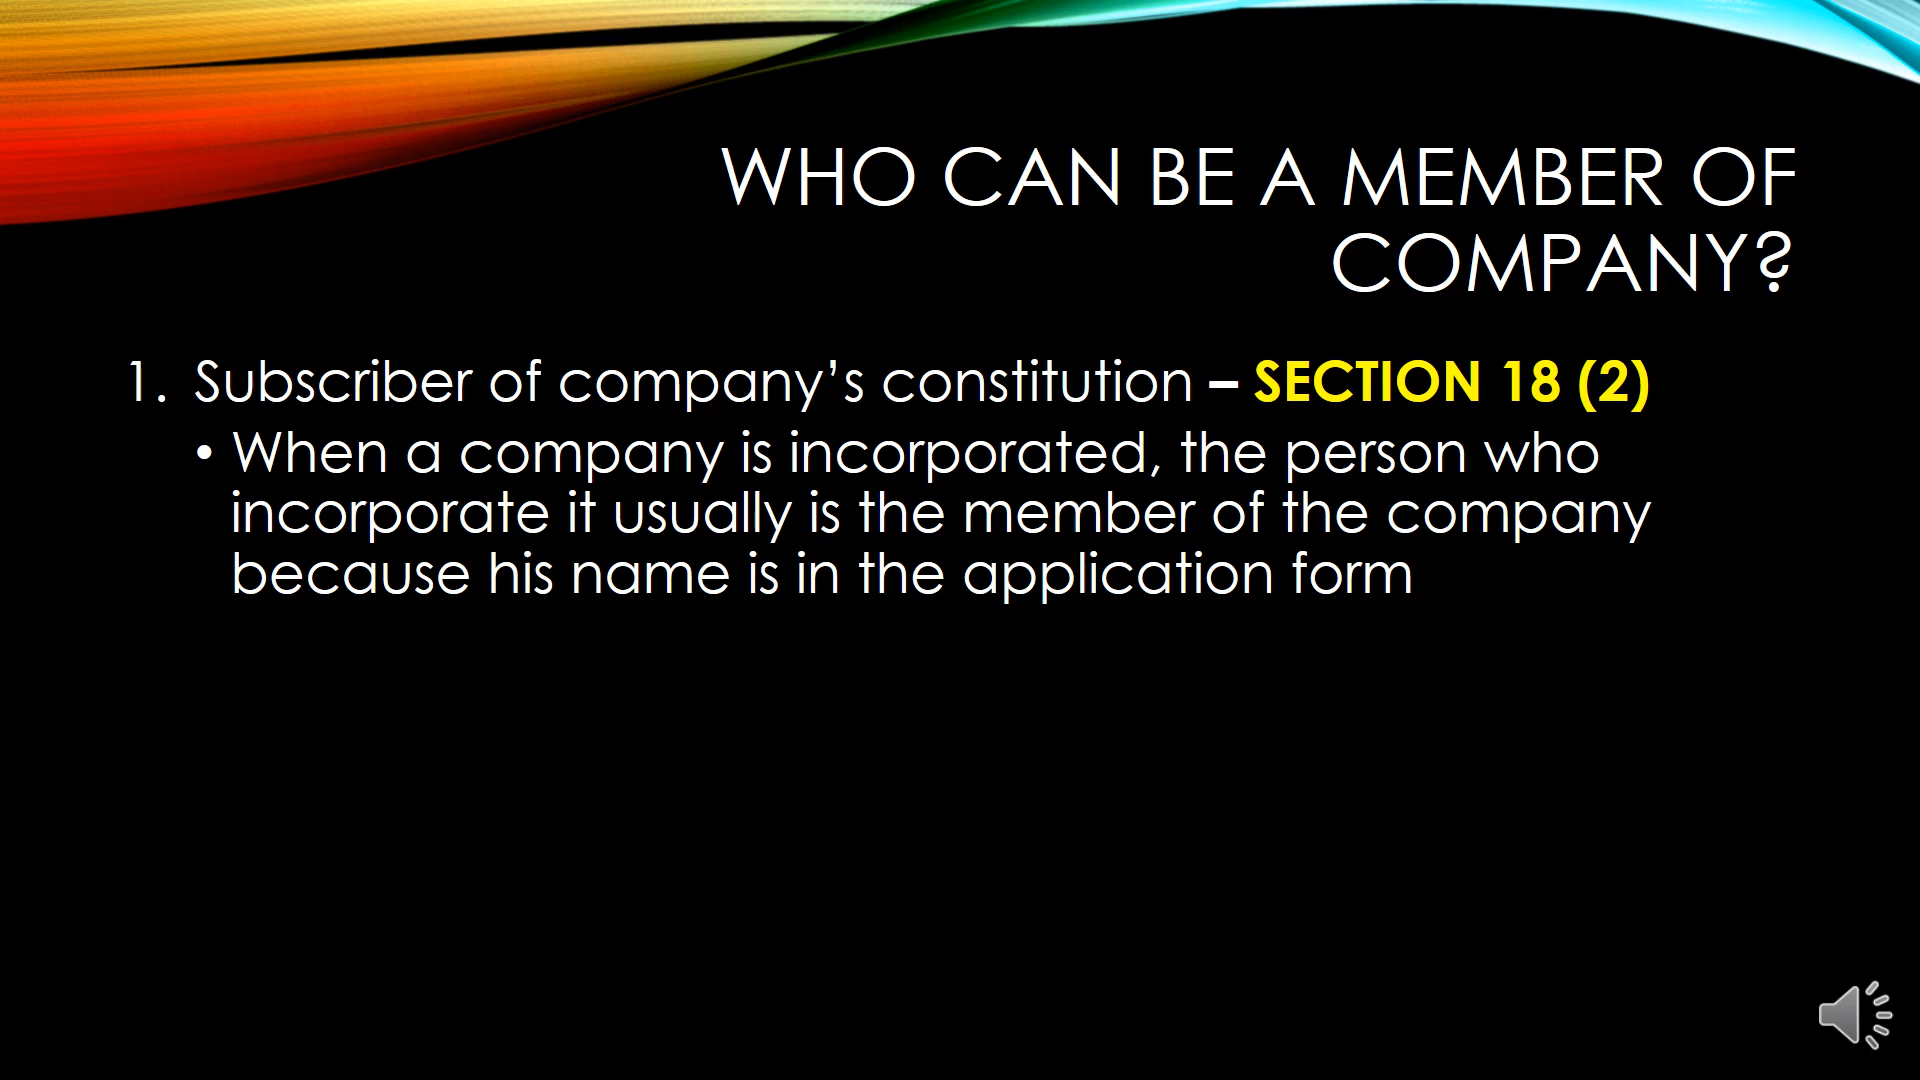 WHO CAN BE A MEMBER OF
COMPANY?
1. Subscriber of company’s constitution – SECTION 18 (2)
• When a company is incorporated, the person who
incorporate it usually is the member of the company
because his name is in the application form